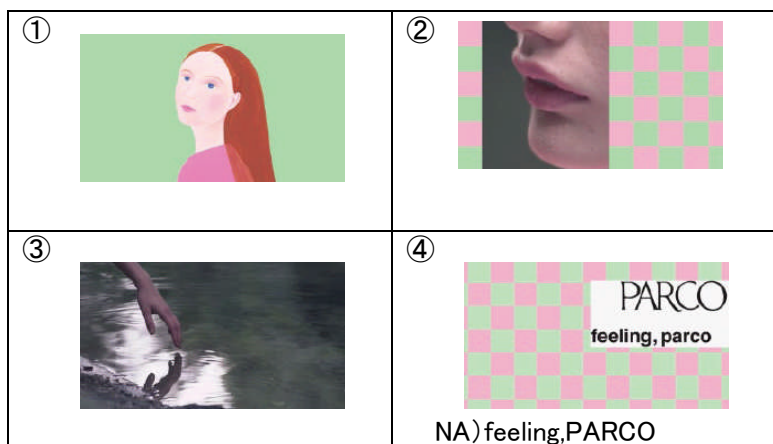 ①
②
③
④
PARCO
feeling, parco
NA)feeling,PARCO